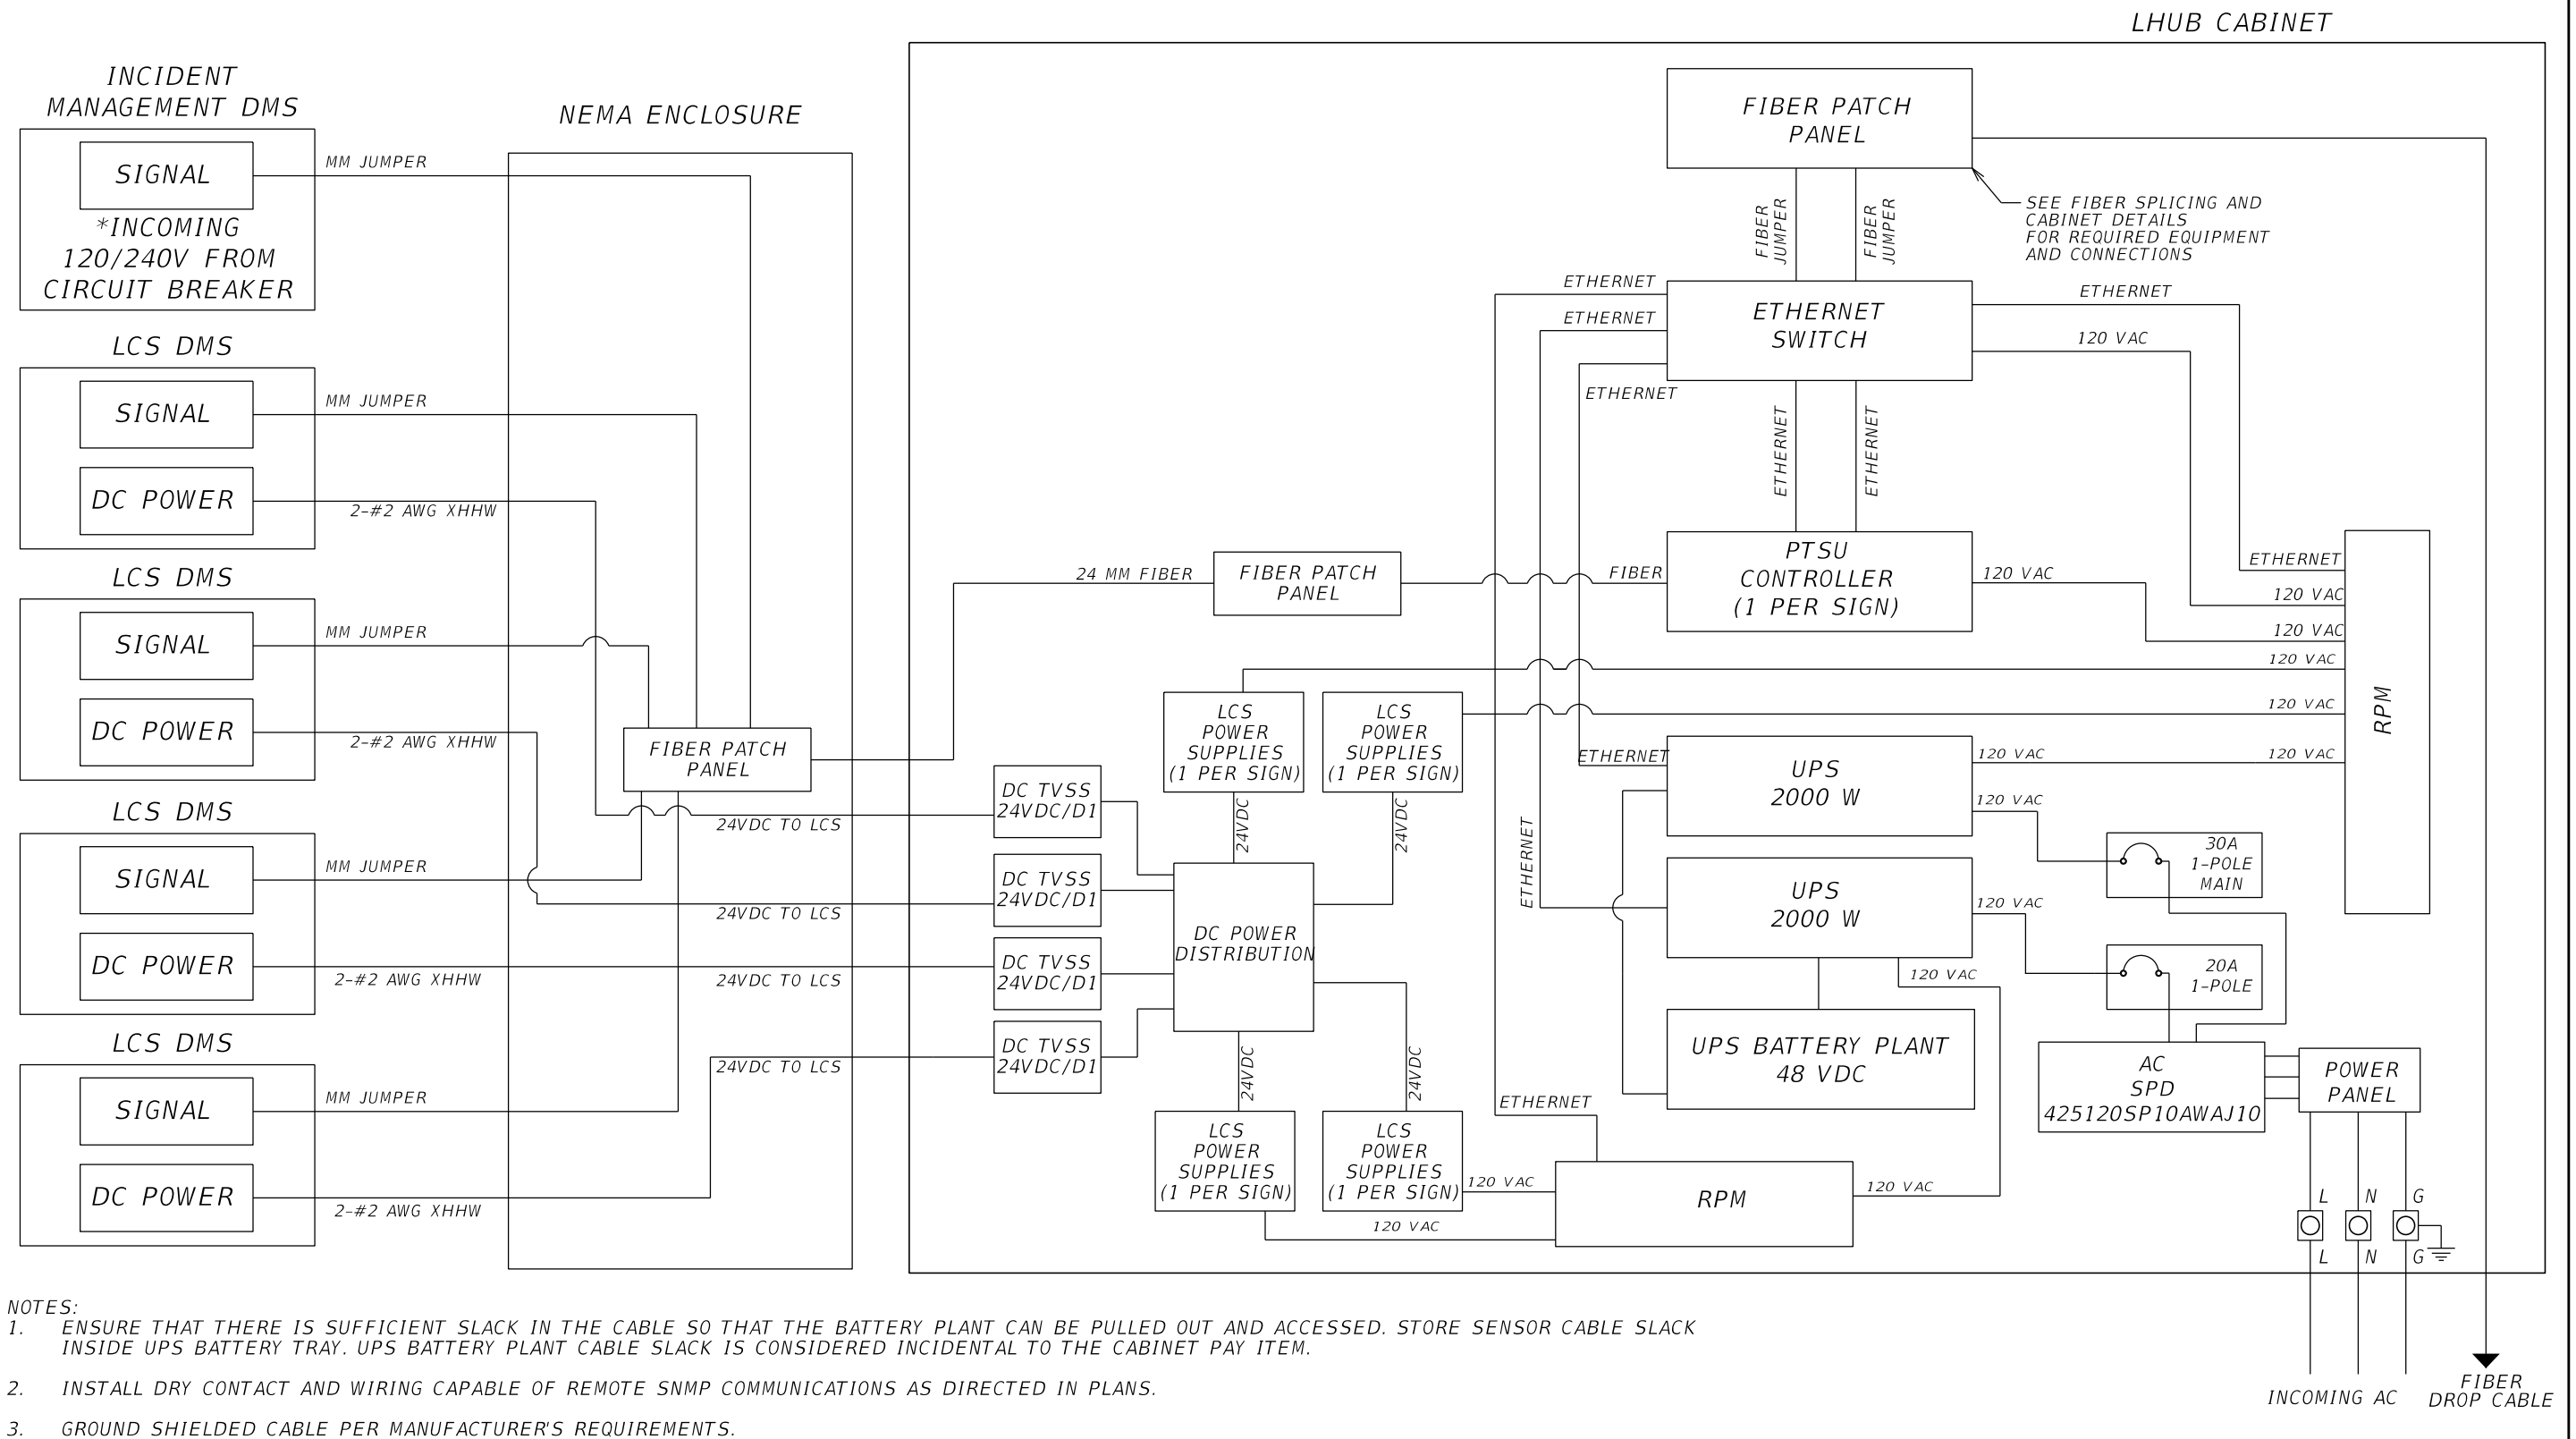 LHUB CABINET
INCIDENT
MANAGEMENT DMS
SIGNAL
*INCOMING
120/240V FROM
CIRCUIT BREAKER
MM JUMPER
LCS DMS
SIGNAL
MM JUMPER
DC POWER
2-#2 AWG XHHW
LCS DMS
SIGNAL
MM JUMPER
DC POWER
2-#2 AWG XHHW
LCS DMS
SIGNAL
MM JUMPER
DC POWER
2-#2 AWG XHHW
LCS DMS
SIGNAL
MM JUMPER
DC POWER
2-#2 AWG XHHW
NEMA ENCLOSURE
FIBER PATCH
PANEL
24VDC TO LCS
24VDC TO LCS
24VDC TO LCS
24VDC TO LCS
24 MM FIBER
FIBER PATCH
PANEL
FIBER
DC TVSS
24VDC/D1
DC TVSS
24VDC/D1
DC TVSS
24VDC/D1
DC TVSS
24VDC/D1
LCS
POWER
SUPPLIES
(1 PER SIGN)
LCS
POWER
SUPPLIES
(1 PER SIGN)
24VDC
24VDC
DC POWER
DISTRIBUTION
24VDC
24VDC
LCS
POWER
SUPPLIES
(1 PER SIGN)
LCS
POWER
SUPPLIES
(1 PER SIGN)
120 VAC
120 VAC
FIBER PATCH
PANEL
SEE FIBER SPLICING AND
CABINET DETAILS
FOR REQUIRED EQUIPMENT
AND CONNECTIONS
FIBER
JUMPER
FIBER
JUMPER
ETHERNET
ETHERNET
ETHERNET
ETHERNET
SWITCH
ETHERNET
120 VAC
ETHERNET
ETHERNET
PTSU
CONTROLLER
(1 PER SIGN)
120 VAC
ETHERNET
120 VAC
120 VAC
120 VAC
120 VAC
120 VAC
RPM
ETHERNET
UPS
2000 W
120 VAC
120 VAC
ETHERNET
UPS
2000 W
120 VAC
120 VAC
30A
1-POLE
MAIN
20A
1-POLE
UPS BATTERY PLANT
48 VDC
ETHERNET
RPM
120 VAC
AC
SPD
425120SP10AWAJ10
POWER
PANEL
L
N
G
L
N
G
INCOMING AC
FIBER
DROP CABLE
NOTES:
1. ENSURE THAT THERE IS SUFFICIENT SLACK IN THE CABLE SO THAT THE BATTERY PLANT CAN BE PULLED OUT AND ACCESSED. STORE SENSOR CABLE SLACK
INSIDE UPS BATTERY TRAY. UPS BATTERY PLANT CABLE SLACK IS CONSIDERED INCIDENTAL TO THE CABINET PAY ITEM.
2. INSTALL DRY CONTACT AND WIRING CAPABLE OF REMOTE SNMP COMMUNICATIONS AS DIRECTED IN PLANS.
3. GROUND SHIELDED CABLE PER MANUFACTURER'S REQUIREMENTS.